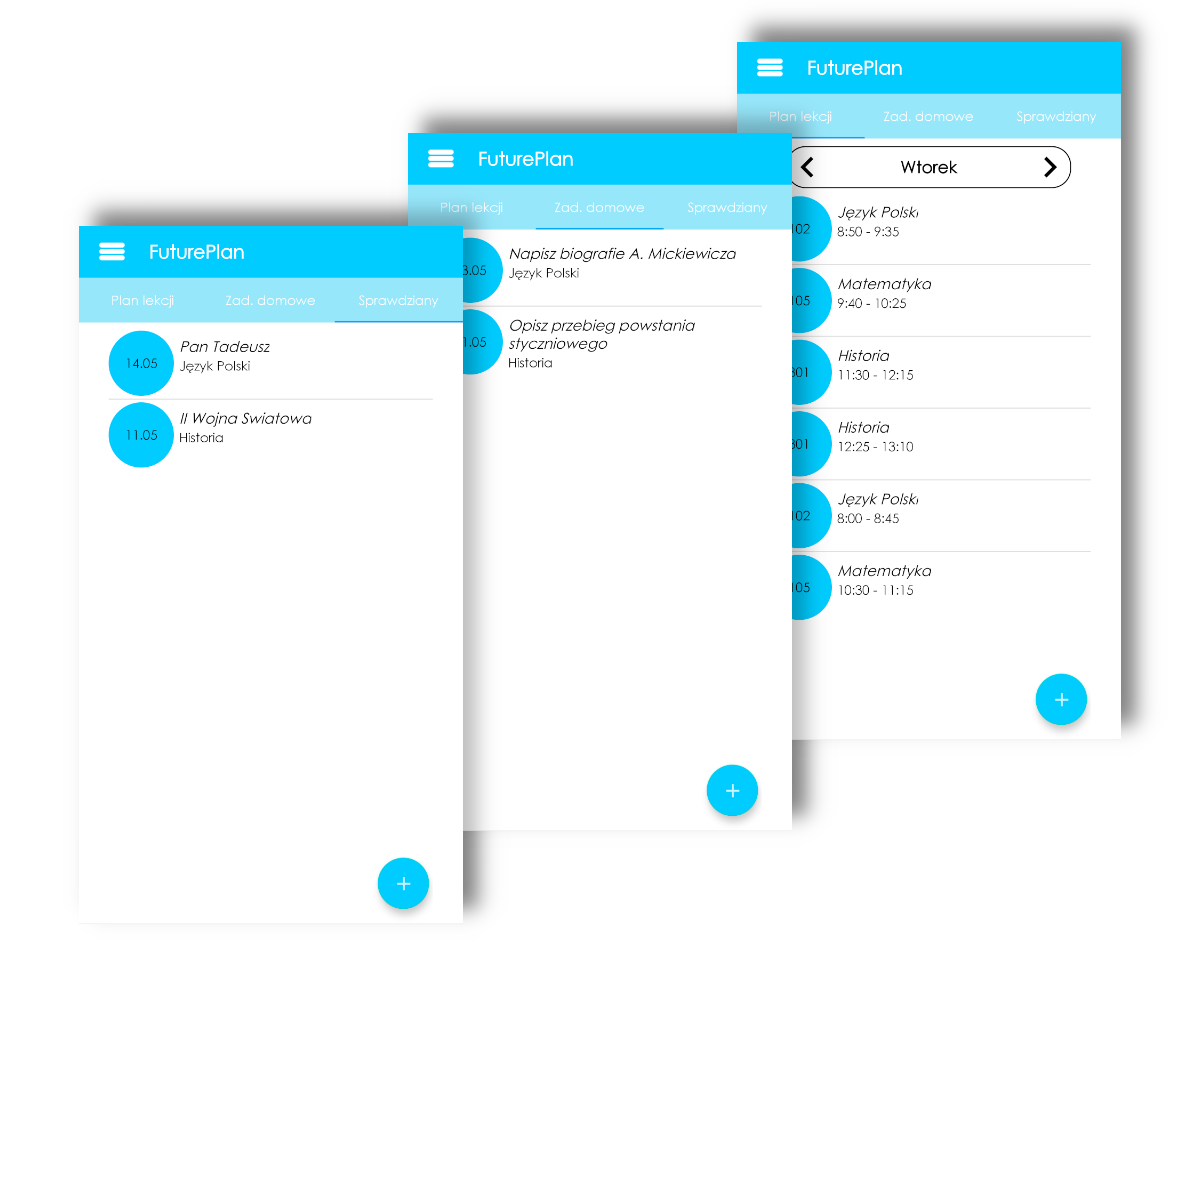 FuturePlan
Plan lekcji Zad. domowe Sprawdziany
14.05
Pan Tadeusz
Język Polski
11.05
II Wojna Swiatowa
Historia
+
FuturePlan
Plan lekcji Zad. domowe Sprawdziany
3.05
Napisz biografie A. Mickiewicza
Język Polski
1.05
Opisz przebieg powstania
styczniowego
Historia
+
FuturePlan
Plan lekcji Zad. domowe Sprawdziany
Wtorek
102
Język Polski
8:50 - 9:35
105
Matematyka
9:40 - 10:25
301
Historia
11:30 - 12:15
301
Historia
12:25 - 13:10
102
Język Polski
8:00 - 8:45
105
Matematyka
10:30 - 11:15
+